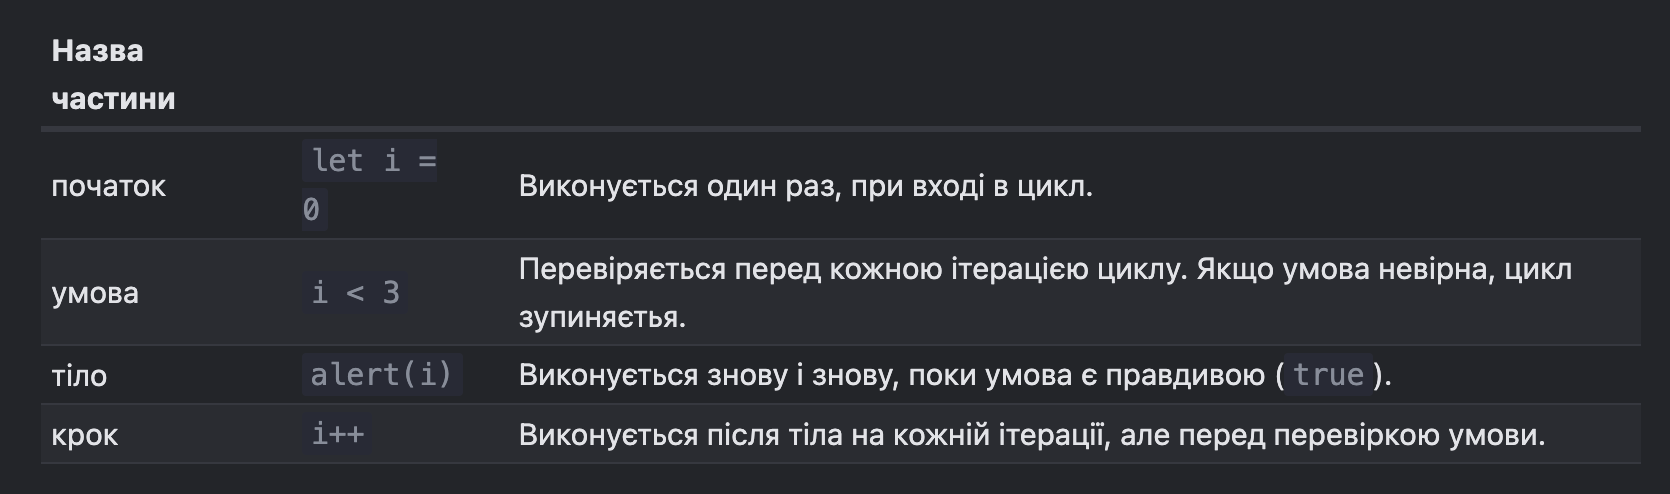 Назва
частини
початок
let i =
0
Виконується один раз, при вході в цикл.
умова
i < 3
Перевіряється перед кожною ітерацією циклу. Якщо умова невірна, цикл
зупиняєтья.
тіло
alert(i)
Виконується знову і знову, поки умова є правдивою ( true ).
крок
i++
Виконується після тіла на кожній ітерації, але перед перевіркою умови.